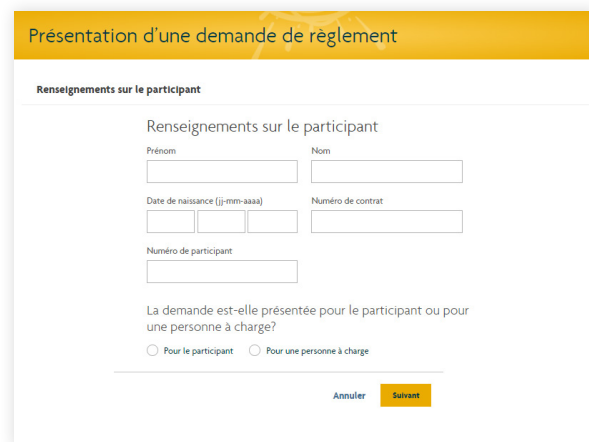 Présentation d'une demande de règlement
Renseignements sur le participant
Renseignements sur le participant
Prénom
Nom
Date de naissance (jj-mm-aaaa)
Numéro de contrat
Numéro de participant
La demande est-elle présentée pour le participant ou pour
une personne à charge?
Pour le participant
Pour une personne à charge
Annuler
Suivant